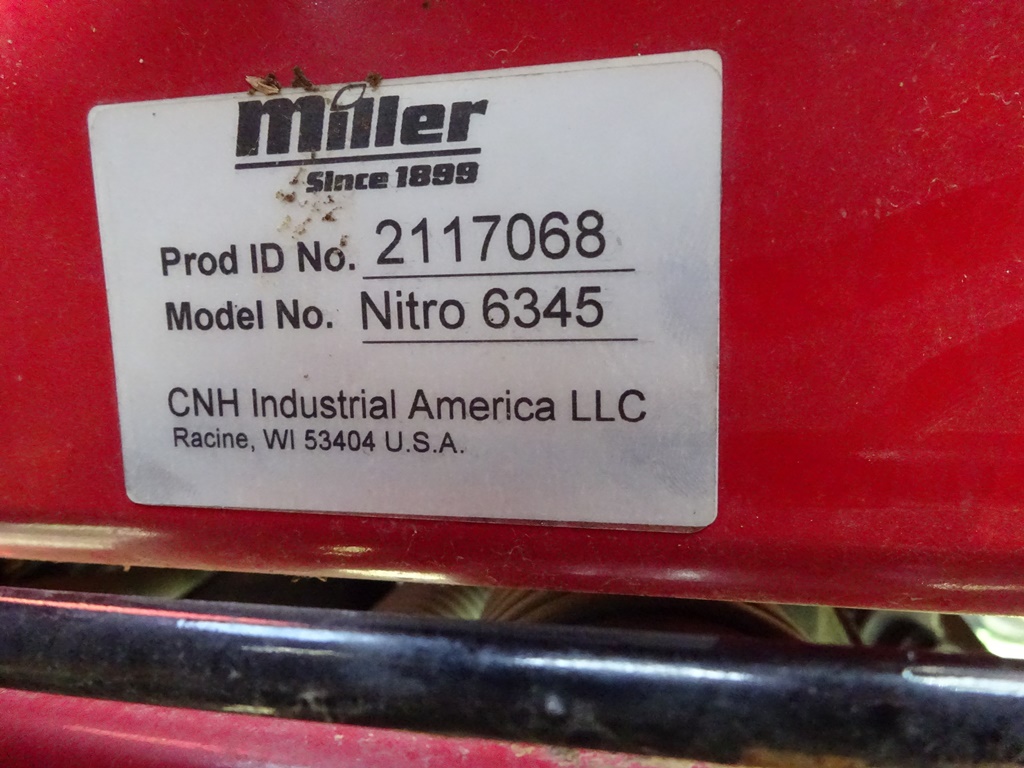 miller
Since 1899
Prod ID No. 2117068
Model No. Nitro 6345
CNH Industrial America LLC
Racine, WI 53404 U.S.A.